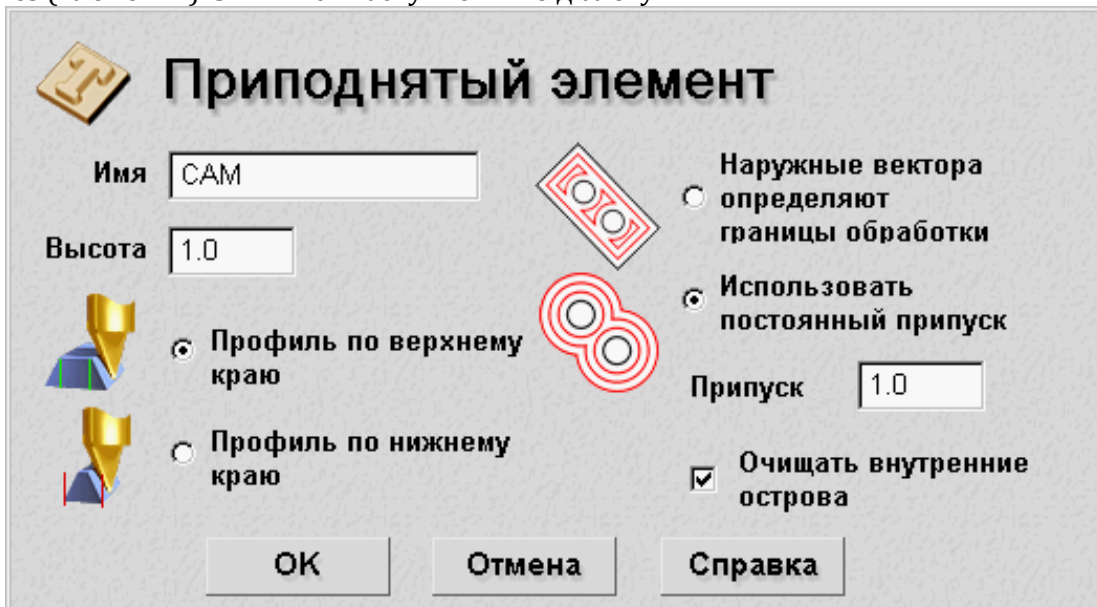 Приподнятый элемент
Имя
CAM
Высота
1.0
Профиль по верхнему
краю
Профиль по нижнему
краю
Наружные вектора
определяют
границы обработки
Использовать
постоянный припуск
Припуск
1.0
Очищать внутренние
острова
OK
Отмена
Справка